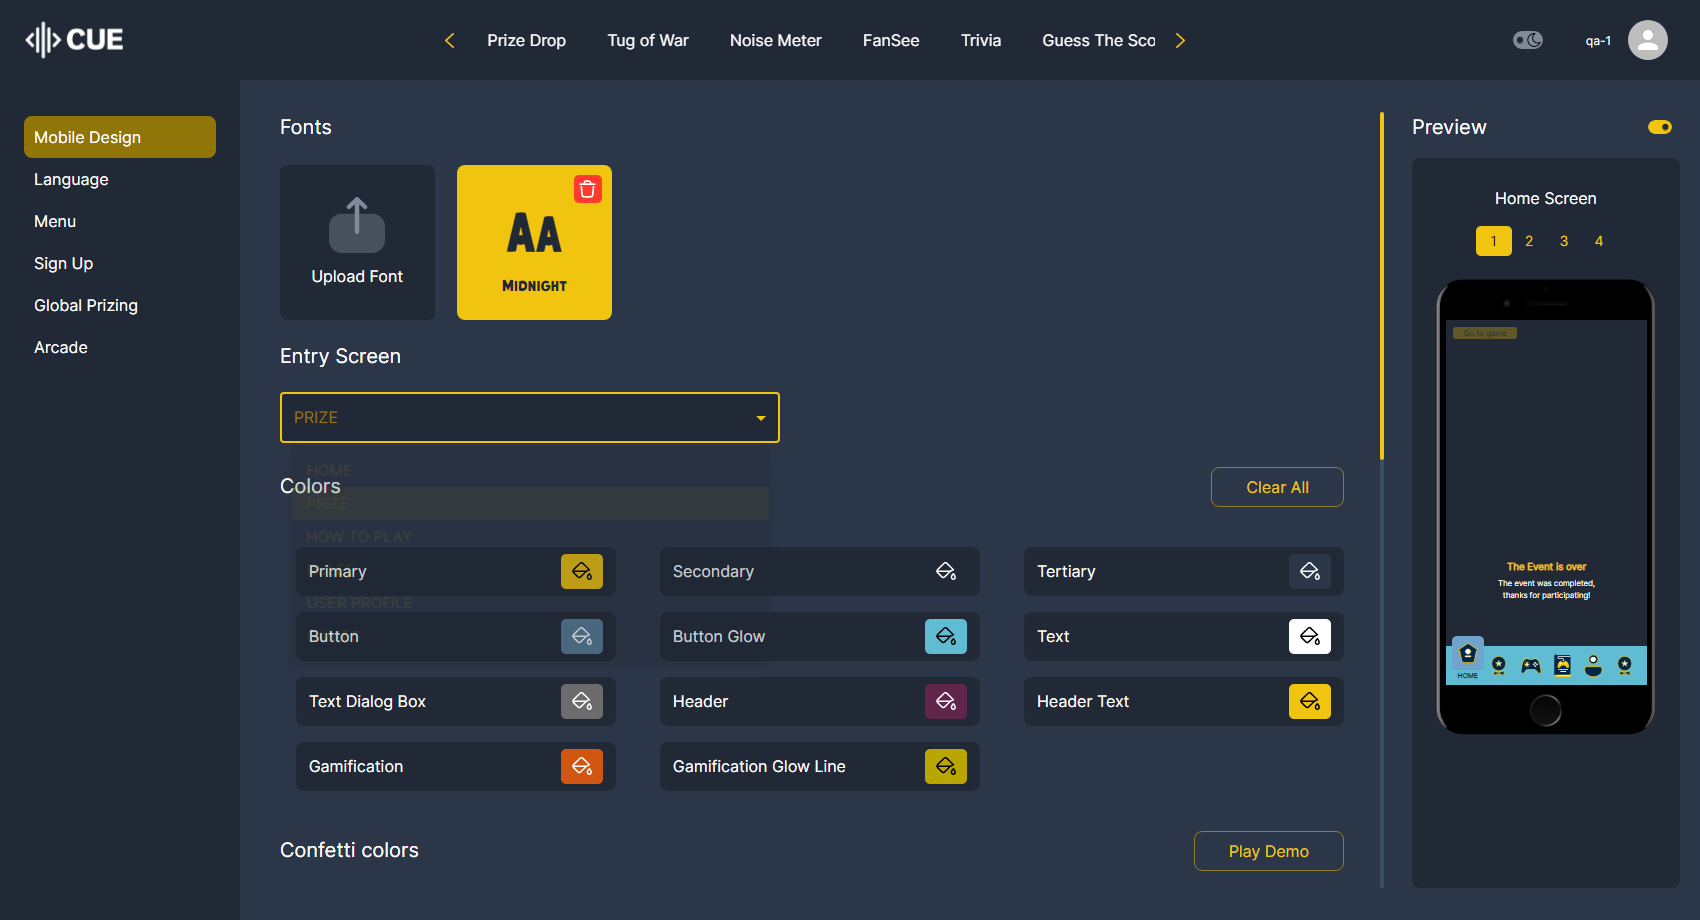 CUE
Prize Drop
Tug of War
Noise Meter
FanSee
Trivia
Guess The Sco
qa-1
Mobile Design
Language
Menu
Sign Up
Global Prizing
Arcade
Fonts
Upload Font
AA
MIDNIGHT
Entry Screen
PRIZE
HOME
PRIZE
HOW TO PLAY
USER PROFILE
Colors
Clear All
Primary
Secondary
Tertiary
Button
Button Glow
Text
Text Dialog Box
Header
Header Text
Gamification
Gamification Glow Line
Confetti colors
Play Demo
Preview
Home Screen
1 2 3 4
Go to game
The Event is over
The event was completed,
thanks for participating!
HOME